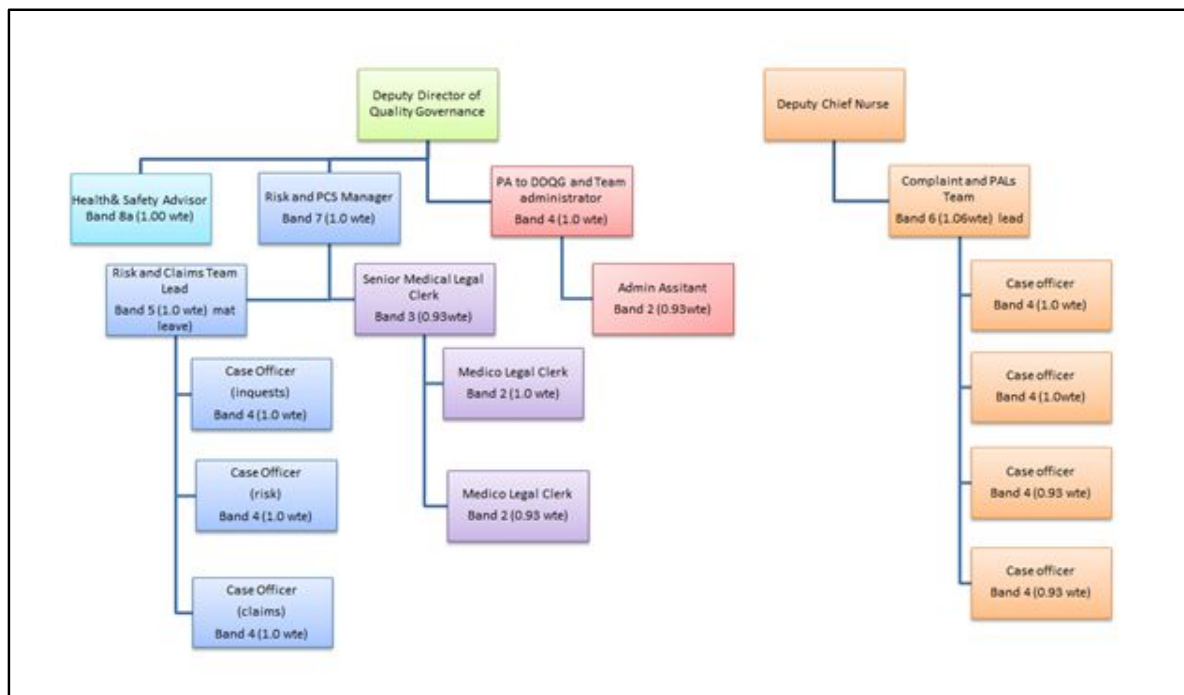 Deputy Director of
Quality Governance
Deputy Chief Nurse
Health& Safety Advisor
Band 8a (1.00 wte)
Risk and PCS Manager
Band 7 (1.0 wte)
PA to DDQG and Team
administrator
Band 4 (1.0 wte)
Complaint and PALs
Team
Band 6 (1.06wte) lead
Risk and Claims Team
Lead
Band 5 (1.0 wte) mat
leave)
Senior Medical Legal
Clerk
Band 3 (0.93wte)
Admin Assitant
Band 2 (0.93wte)
Case officer
Band 4 (1.0 wte)
Case Officer
(inquests)
Band 4 (1.0 wte)
Medico Legal Clerk
Band 2 (1.0 wte)
Case officer
Band 4 (1.0wte)
Case Officer
(risk)
Band 4 (1.0 wte)
Medico Legal Clerk
Band 2 (0.93 wte)
Case officer
Band 4 (0.93 wte)
Case Officer
(claims)
Band 4 (1.0 wte)
Case officer
Band 4 (0.93 wte)